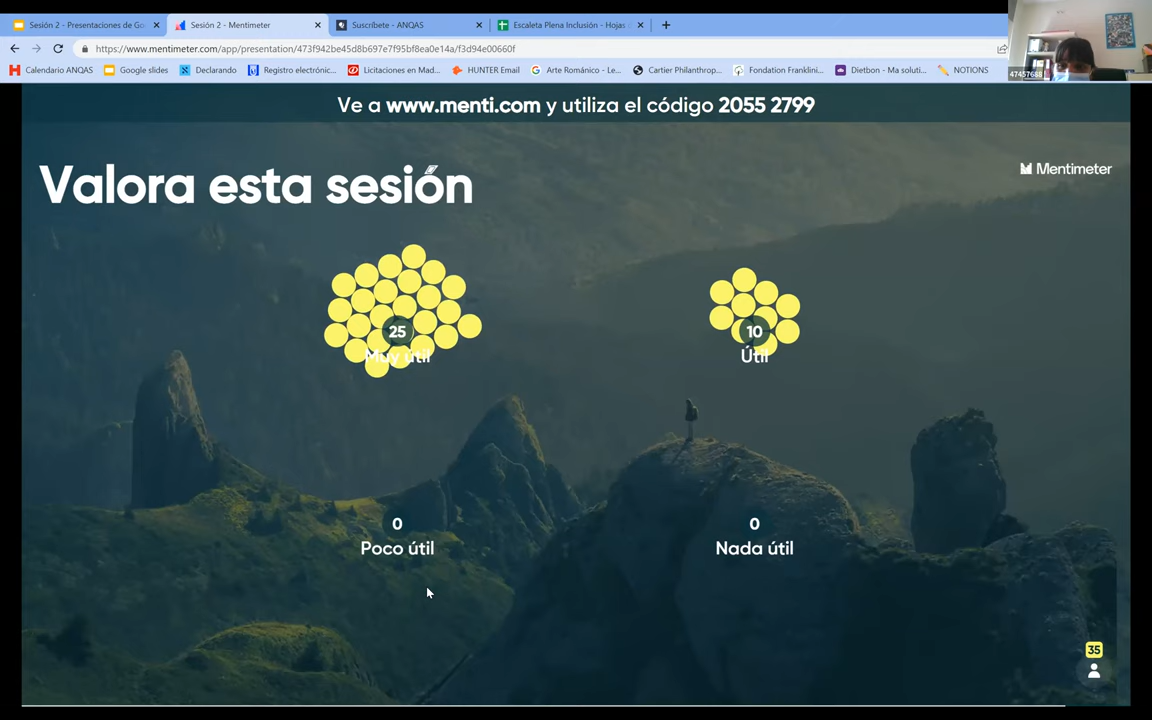 Sesión 2 - Presentaciones de Go
Sesión 2 - Mentimeter
Suscríbete - ANQAS
Escaleta Plena Inclusión - Hojas
https://www.mentimeter.com/app/presentation/473f942be45d8b697e7f95bf8ea0e14a/f3d94e00660f
Calendario ANQAS
Google slides
Declarando
Registro electrónic...
Licitaciones en Mad...
HUNTER Email
Arte Románico - Le...
Cartier Philanthrop...
Fondation Franklini...
Dietbon - Ma soluti...
NOTIONS
47457688
Ve a www.menti.com y utiliza el código 2055 2799
Valora esta sesión
Mentimeter
25
Muy útil
10
Útil
0
Poco útil
0
Nada útil
35